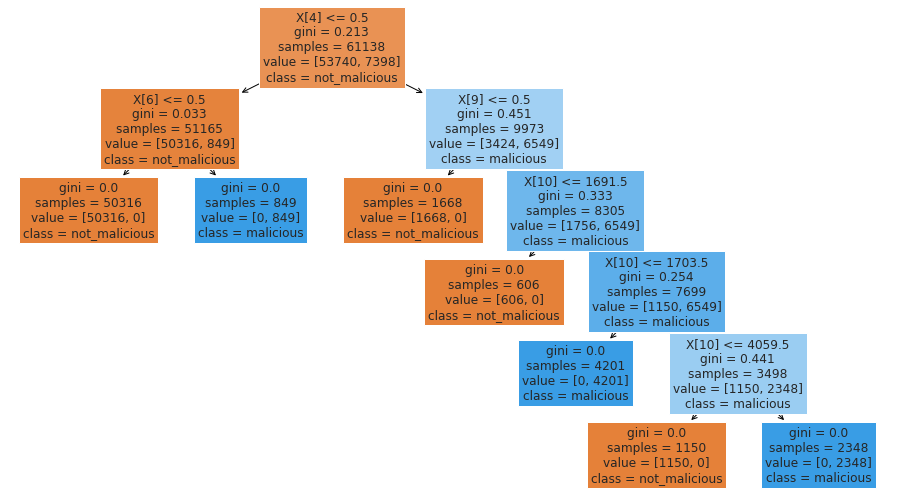 X[4] <= 0.5
gini = 0.213
samples = 61138
value = [53740, 7398]
class = not_malicious
X[6] <= 0.5
gini = 0.033
samples = 51165
value = [50316, 849]
class = not_malicious
X[9] <= 0.5
gini = 0.451
samples = 9973
value = [3424, 6549]
class = malicious
gini = 0.0
samples = 50316
value = [50316, 0]
class = not_malicious
gini = 0.0
samples = 849
value = [0, 849]
class = malicious
gini = 0.0
samples = 1668
value = [1668, 0]
class = not_malicious
X[10] <= 1691.5
gini = 0.333
samples = 8305
value = [1756, 6549]
class = malicious
gini = 0.0
samples = 606
value = [606, 0]
class = not_malicious
X[10] <= 1703.5
gini = 0.254
samples = 7699
value = [1150, 6549]
class = malicious
gini = 0.0
samples = 4201
value = [0, 4201]
class = malicious
X[10] <= 4059.5
gini = 0.441
samples = 3498
value = [1150, 2348]
class = malicious
gini = 0.0
samples = 1150
value = [1150, 0]
class = not_malicious
gini = 0.0
samples = 2348
value = [0, 2348]
class = malicious